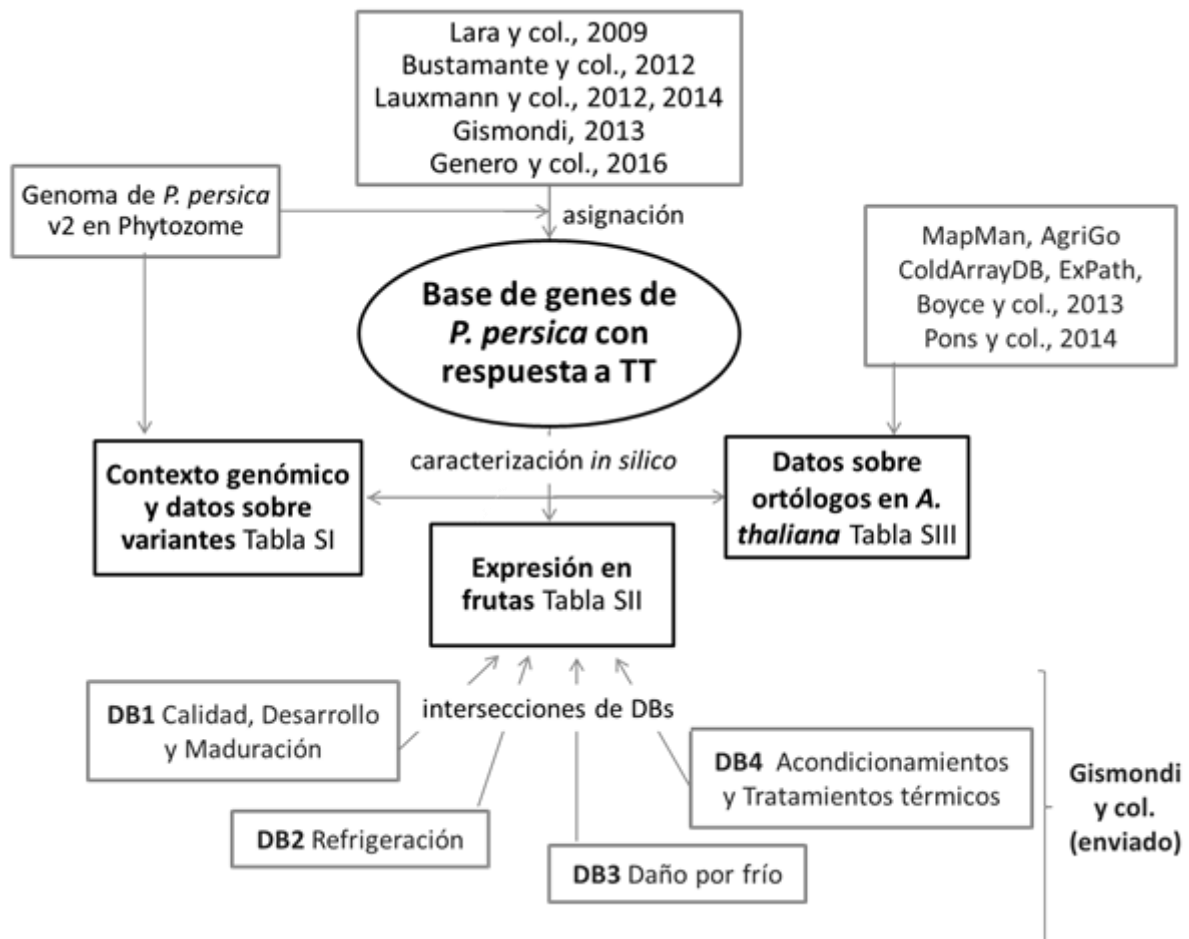 Lara y col., 2009
Bustamante y col., 2012
Lauxmann y col., 2012, 2014
Gismondi, 2013
Genero y col., 2016
Genoma de P. persica
v2 en Phytozome
asignación
MapMan, AgriGo
ColdArrayDB, ExPath,
Boyce y col., 2013
Pons y col., 2014
Base de genes de
P. persica con
respuesta a TT
caracterización in silico
Contexto genómico
y datos sobre
variantes Tabla SI
Datos sobre
ortólogos en A.
thaliana Tabla SIII
Expresión en
frutas Tabla SII
intersecciones de DBs
DB1 Calidad, Desarrollo
y Maduración
DB2 Refrigeración
DB3 Daño por frío
DB4 Acondicionamientos
y Tratamientos térmicos
Gismondi
y col.
(enviado)